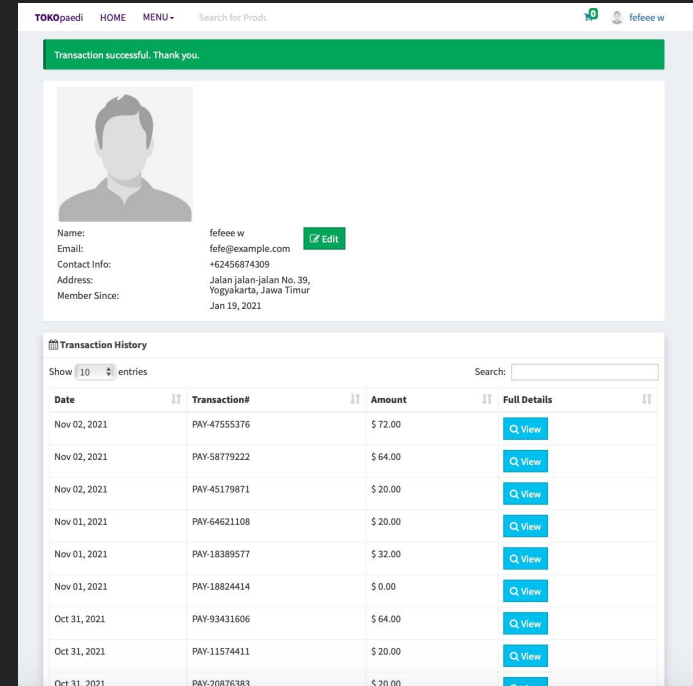 TOKOpaedi HOME MENU Search for Produ 0 fefeee w
Transaction successful. Thank you.
Name: fefeee w
Edit
Email: fefe@example.com
Contact Info: +62456874309
Address: Jalan jalan-jalan No. 39,
Yogyakarta, Jawa Timur
Member Since: Jan 19, 2021
Transaction History
Show 10 entries Search:
Date Transaction# Amount Full Details
Nov 02, 2021 PAY-47555376 $ 72.00 View
Nov 02, 2021 PAY-58779222 $ 64.00 View
Nov 02, 2021 PAY-45179871 $ 20.00 View
Nov 01, 2021 PAY-64621108 $ 20.00 View
Nov 01, 2021 PAY-18389577 $ 32.00 View
Nov 01, 2021 PAY-18824414 $ 0.00 View
Oct 31, 2021 PAY-93431606 $ 64.00 View
Oct 31, 2021 PAY-11574411 $ 20.00 View
Oct 31, 2021 PAY-20876383 $ 20.00